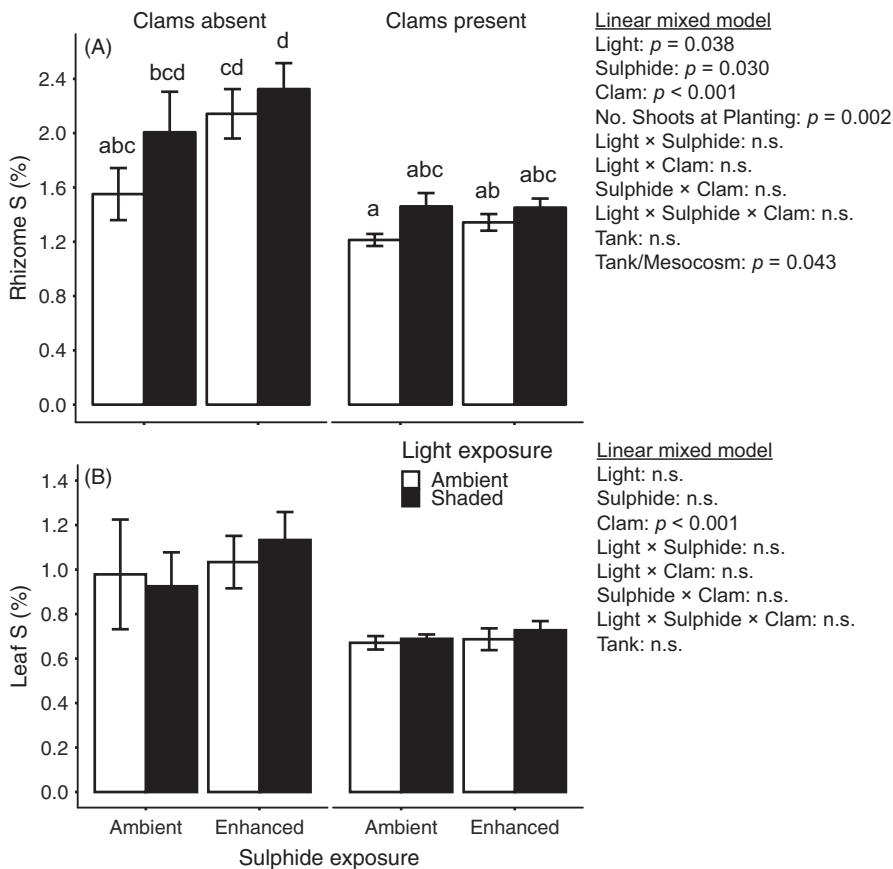 Clams absent
Clams present
(A)
Rhizome S (%)
2.4
2.0
1.6
1.2
0.8
0.4
0.0
abc
bcd
cd
d
a
abc
ab
abc
Linear mixed model
Light: p = 0.038
Sulphide: p = 0.030
Clam: p < 0.001
No. Shoots at Planting: p = 0.002
Light × Sulphide: n.s.
Light × Clam: n.s.
Sulphide × Clam: n.s.
Light × Sulphide × Clam: n.s.
Tank: n.s.
Tank/Mesocosm: p = 0.043
(B)
Leaf S (%)
1.4
1.2
1.0
0.8
0.6
0.4
0.2
0.0
Light exposure
Ambient
Shaded
Linear mixed model
Light: n.s.
Sulphide: n.s.
Clam: p < 0.001
Light × Sulphide: n.s.
Light × Clam: n.s.
Sulphide × Clam: n.s.
Light × Sulphide × Clam: n.s.
Tank: n.s.
Ambient Enhanced Ambient Enhanced
Sulphide exposure